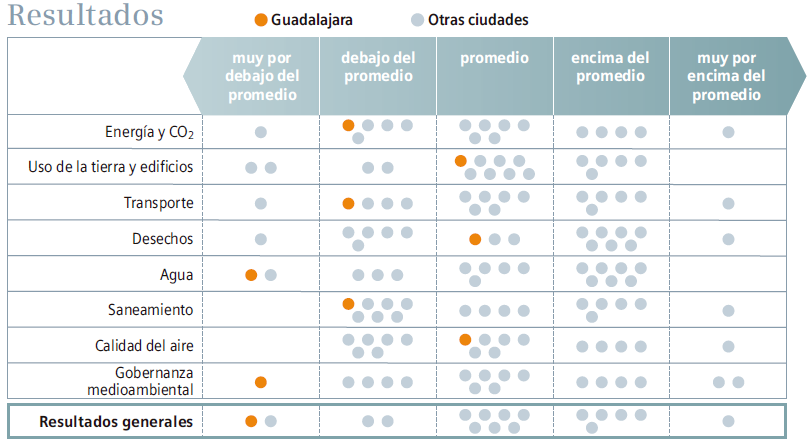 Resultados
Guadalajara
Otras ciudades
muy por
debajo del
promedio
debajo del
promedio
promedio
encima del
promedio
muy por
encima del
promedio
Energía y CO₂
Uso de la tierra y edificios
Transporte
Desechos
Agua
Saneamiento
Calidad del aire
Gobernanza
medioambiental
Resultados generales